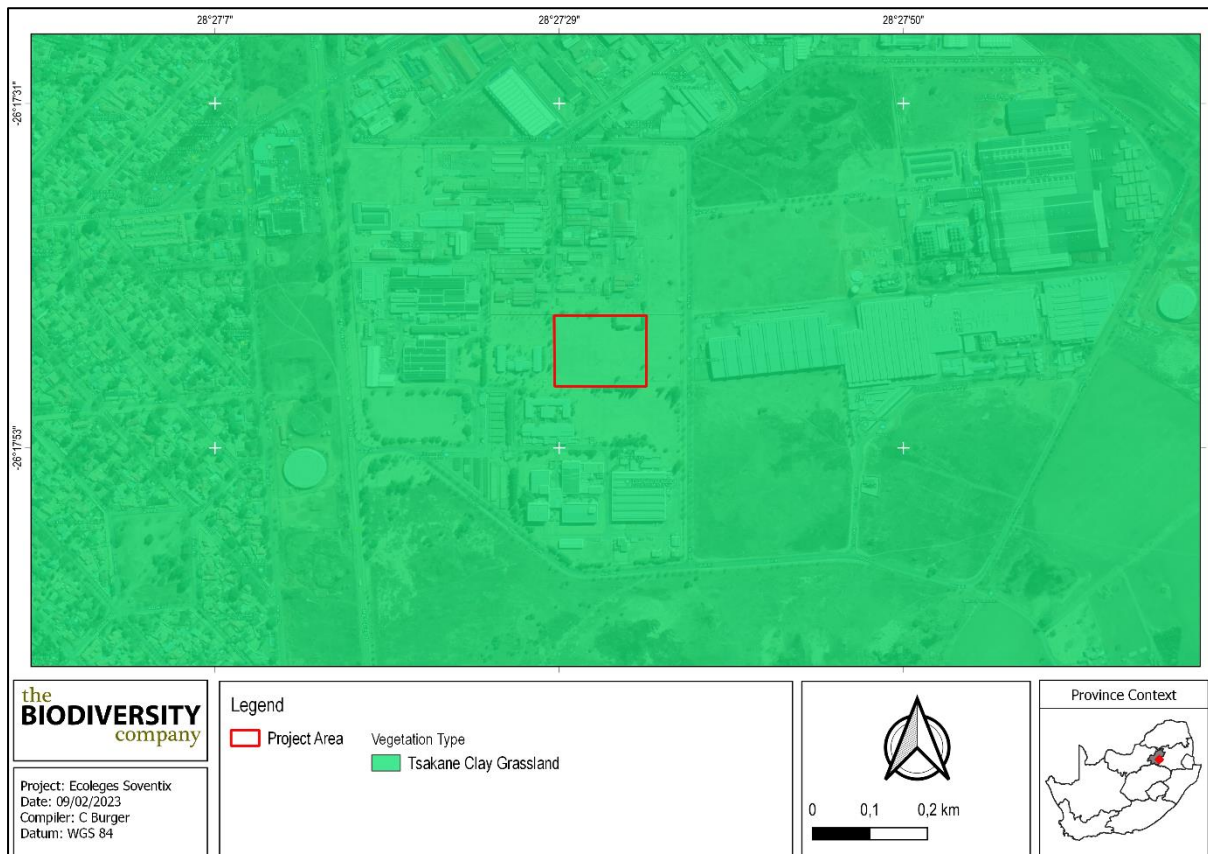 28°27'7"
28°27'29"
28°27'50"
-26°17'31"
-26°17'53"
the
BIODIVERSITY
company
Project: Ecoleges Soventix
Date: 09/02/2023
Compiler: C Burger
Datum: WGS 84
Legend
Project Area
Vegetation Type
Tsakane Clay Grassland
0 0,1 0,2 km
Province Context